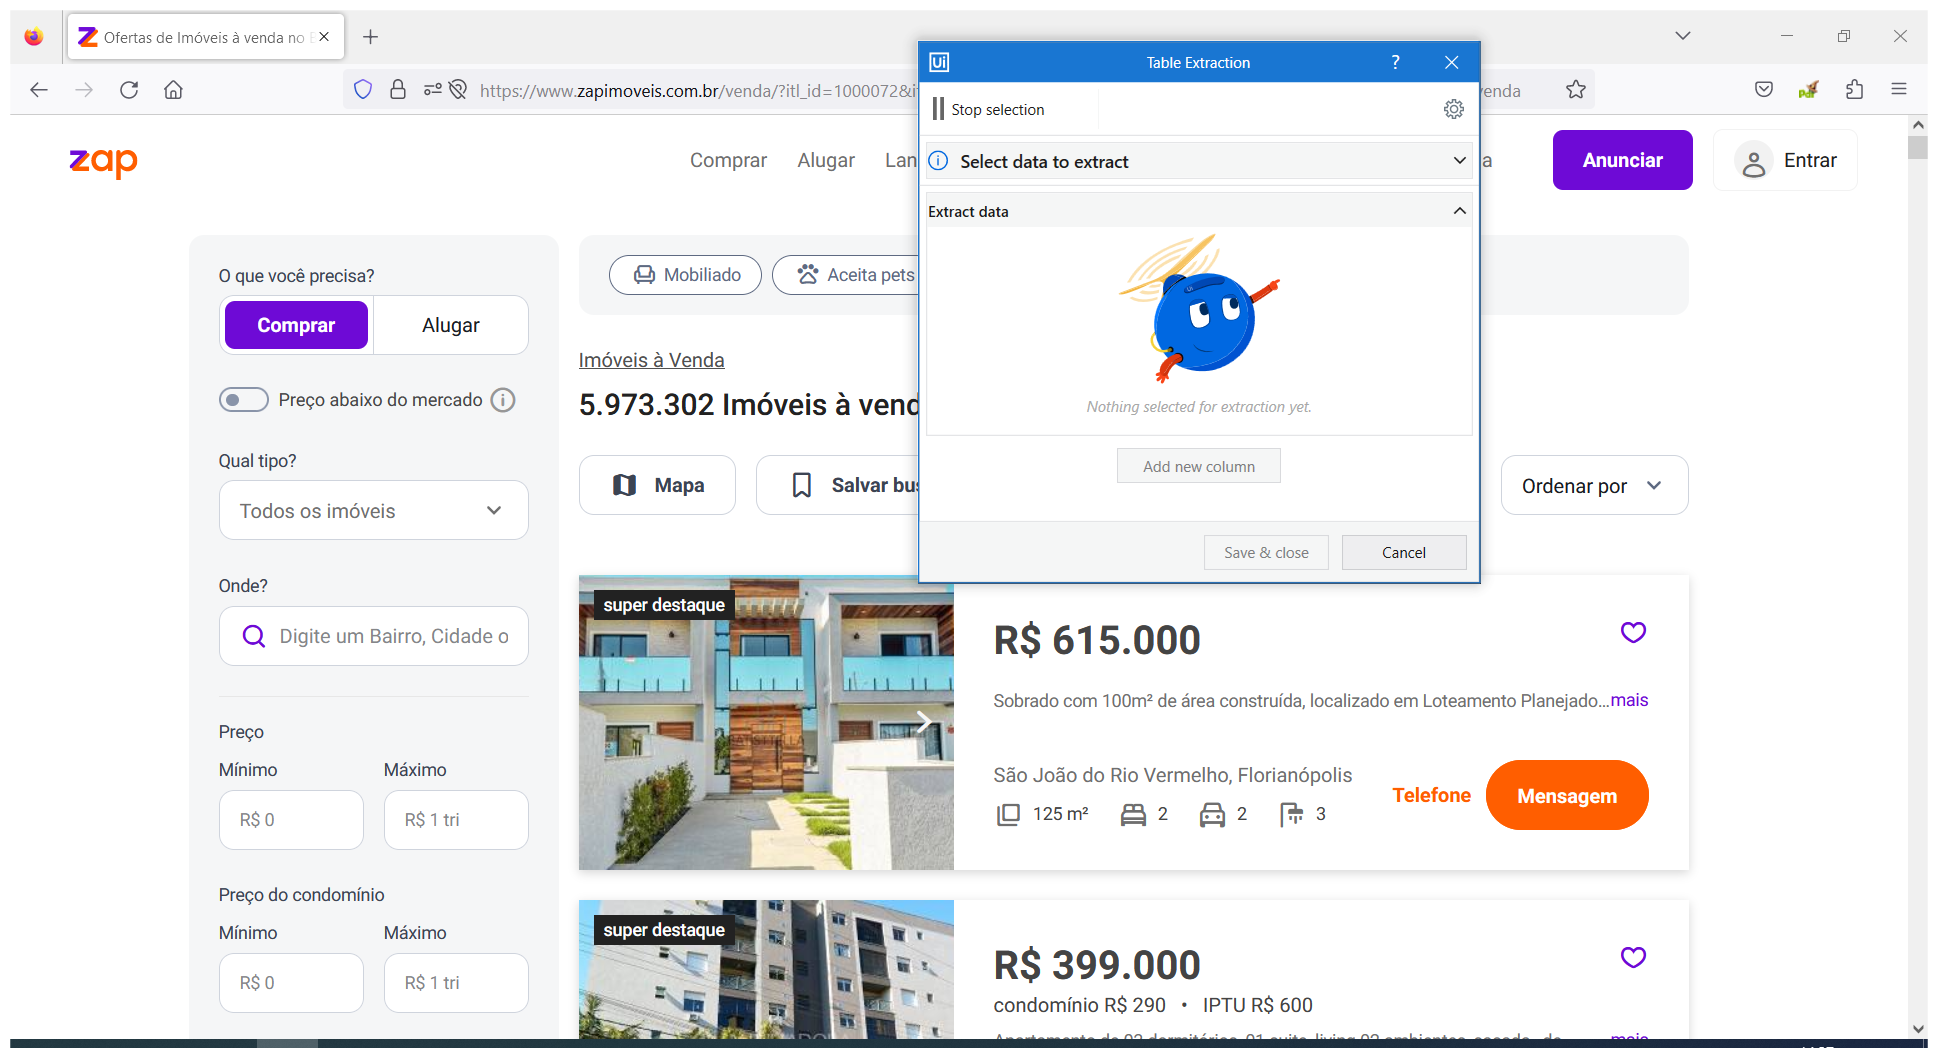 Ofertas de Imóveis à venda no
https://www.zapimoveis.com.br/venda/?itl_id=1000072&i
enda
zap
Comprar Alugar Lan
a
Anunciar
Entrar
O que você precisa?
Comprar
Alugar
Preço abaixo do mercado
Qual tipo?
Todos os imóveis
Onde?
Digite um Bairro, Cidade o
Preço
Mínimo Máximo
R$ 0 R$ 1 tri
Preço do condomínio
Mínimo Máximo
R$ 0 R$ 1 tri
Mobiliado
Aceita pets
Imóveis à Venda
5.973.302 Imóveis à vend
Mapa
Salvar bus
Ordenar por
Ui
Table Extraction
?
Stop selection
Select data to extract
Extract data
Nothing selected for extraction yet.
Add new column
Save & close
Cancel
super destaque
R$ 615.000
Sobrado com 100m² de área construída, localizado em Loteamento Planejado...mais
São João do Rio Vermelho, Florianópolis
125 m² 2 2 3
Telefone
Mensagem
super destaque
R$ 399.000
condomínio R$ 290 • IPTU R$ 600